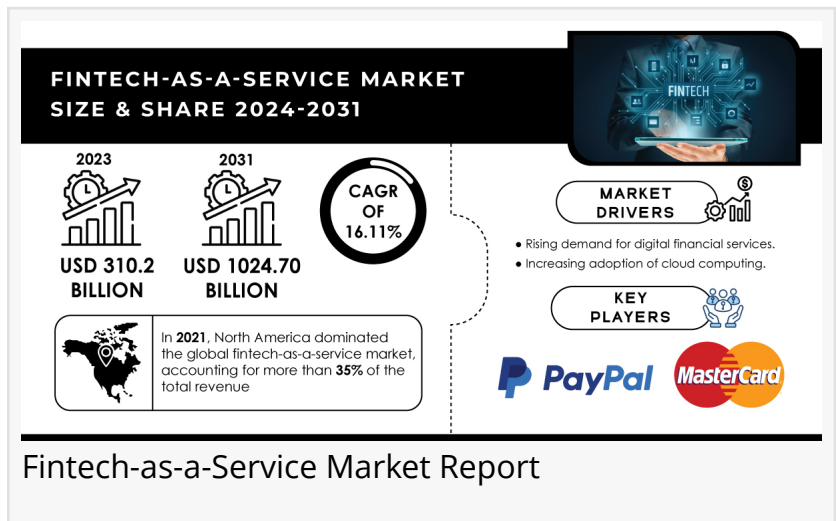 FINTECH-AS-A-SERVICE MARKET
SIZE & SHARE 2024-2031
FINTECH
2023
2031
USD 310.2
BILLION
USD 1024.70
BILLION
CAGR
OF
16.11%
In 2021, North America dominated
the global fintech-as-a-service market,
accounting for more than 35% of the
total revenue
MARKET
DRIVERS
• Rising demand for digital financial services.
• Increasing adoption of cloud computing.
KEY
PLAYERS
PayPal
MasterCard
Fintech-as-a-Service Market Report